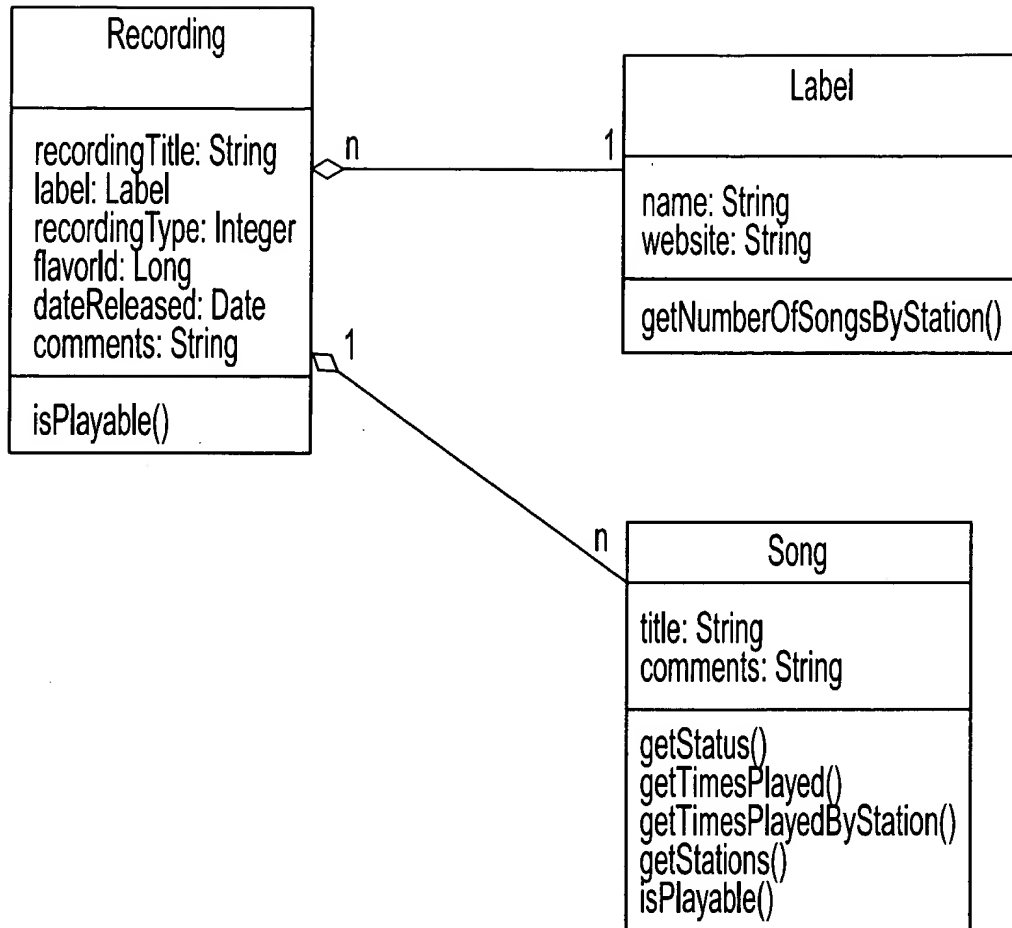 Recording
recordingTitle: String
label: Label
recordingType: Integer
flavorId: Long
dateReleased: Date
comments: String
isPlayable()
n
1
Label
name: String
website: String
getNumberOfSongsByStation()
1
n
Song
title: String
comments: String
getStatus()
getTimesPlayed()
getTimesPlayedByStation()
getStations()
isPlayable()